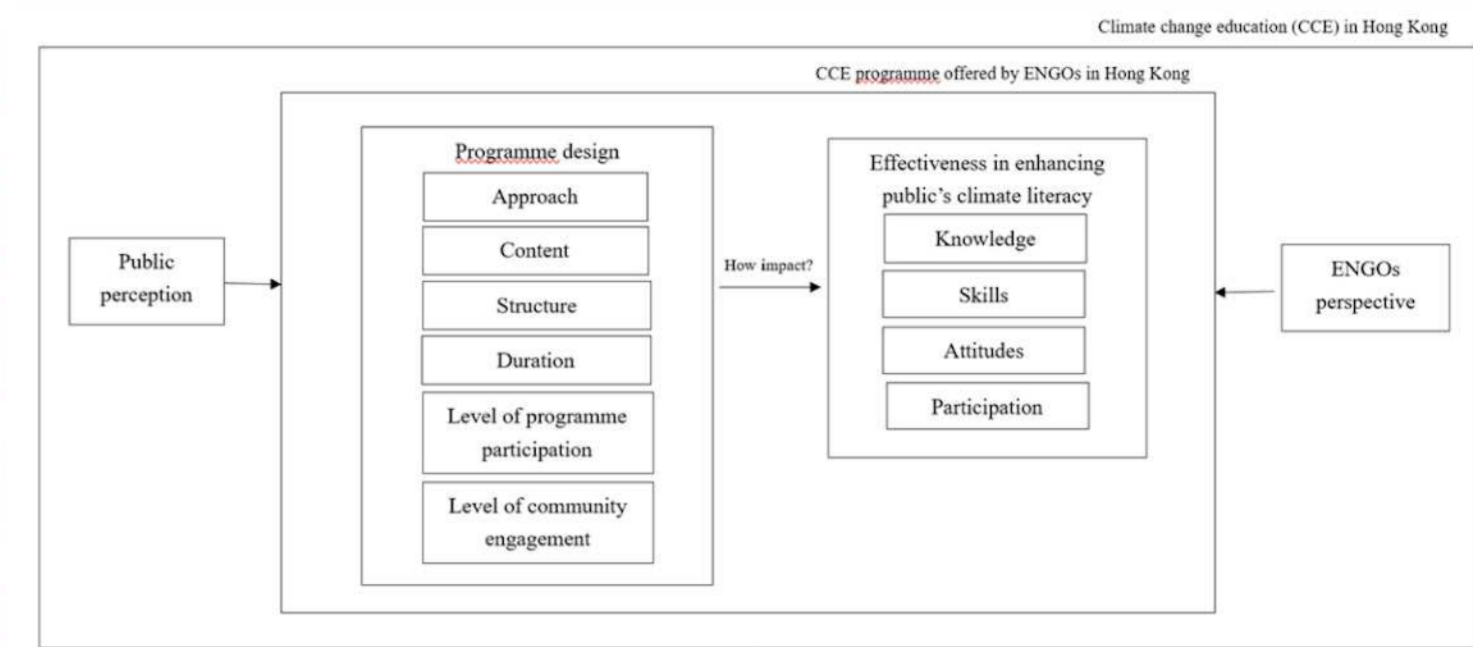 Climate change education (CCE) in Hong Kong
CCE programme offered by ENGOs in Hong Kong
Public
perception
Programme design
Approach
Content
Structure
Duration
Level of programme
participation
Level of community
engagement
How impact?
Effectiveness in enhancing
public's climate literacy
Knowledge
Skills
Attitudes
Participation
ENGOs
perspective